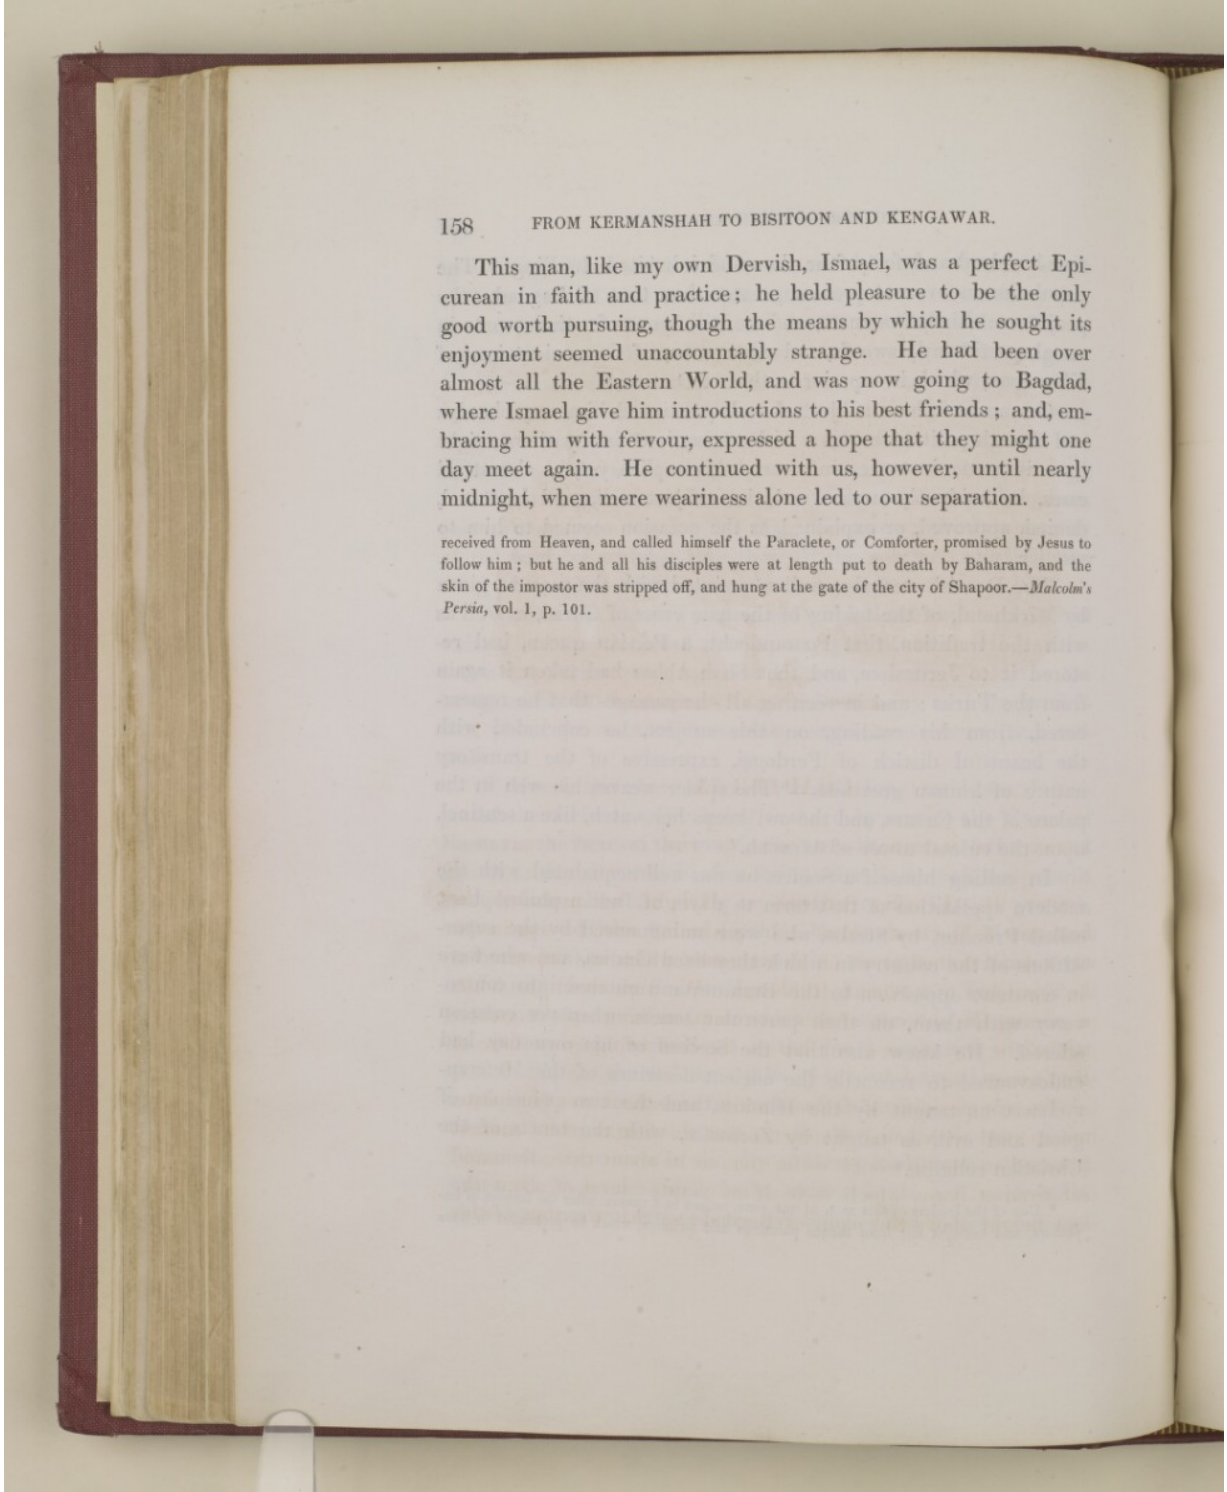 158 FROM KERMANSHAH TO BISITOON AND KENGAWAR.
This man, like my own Dervish, Ismael, was a perfect Epi-
curean in faith and practice; he held pleasure to be the only
good worth pursuing, though the means by which he sought its
enjoyment seemed unaccountably strange. He had been over
almost all the Eastern World, and was now going to Bagdad,
where Ismael gave him introductions to his best friends; and, em-
bracing him with fervour, expressed a hope that they might one
day meet again. He continued with us, however, until nearly
midnight, when mere weariness alone led to our separation.
received from Heaven, and called himself the Paraclete, or Comforter, promised by Jesus to
follow him; but he and all his disciples were at length put to death by Baharam, and the
skin of the impostor was stripped off, and hung at the gate of the city of Shapoor.—Malcolm's
Persia, vol. 1, p. 101.